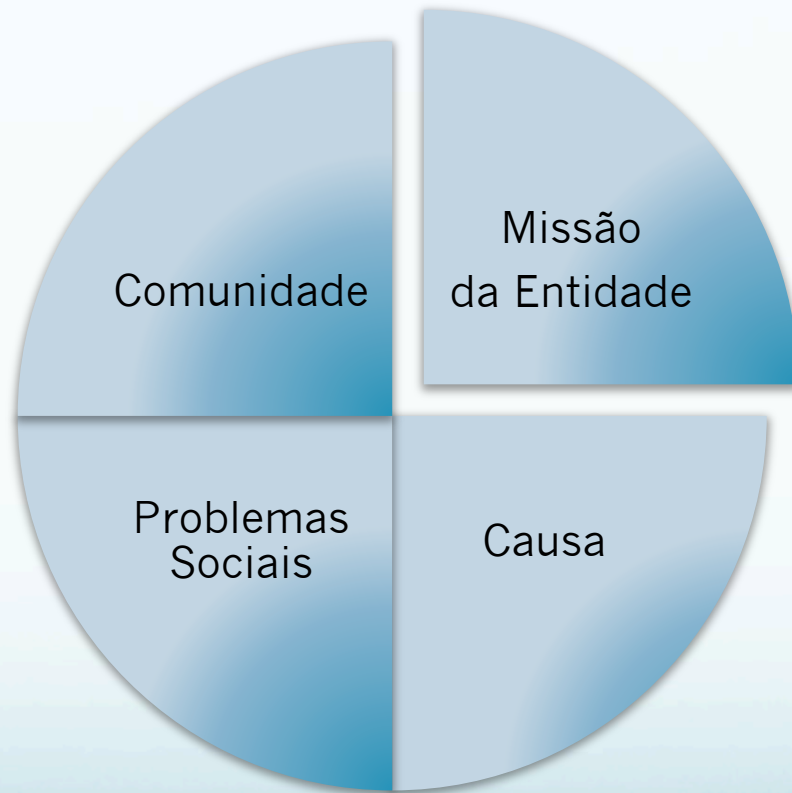 Comunidade
Missão
da Entidade
Problemas
Sociais
Causa